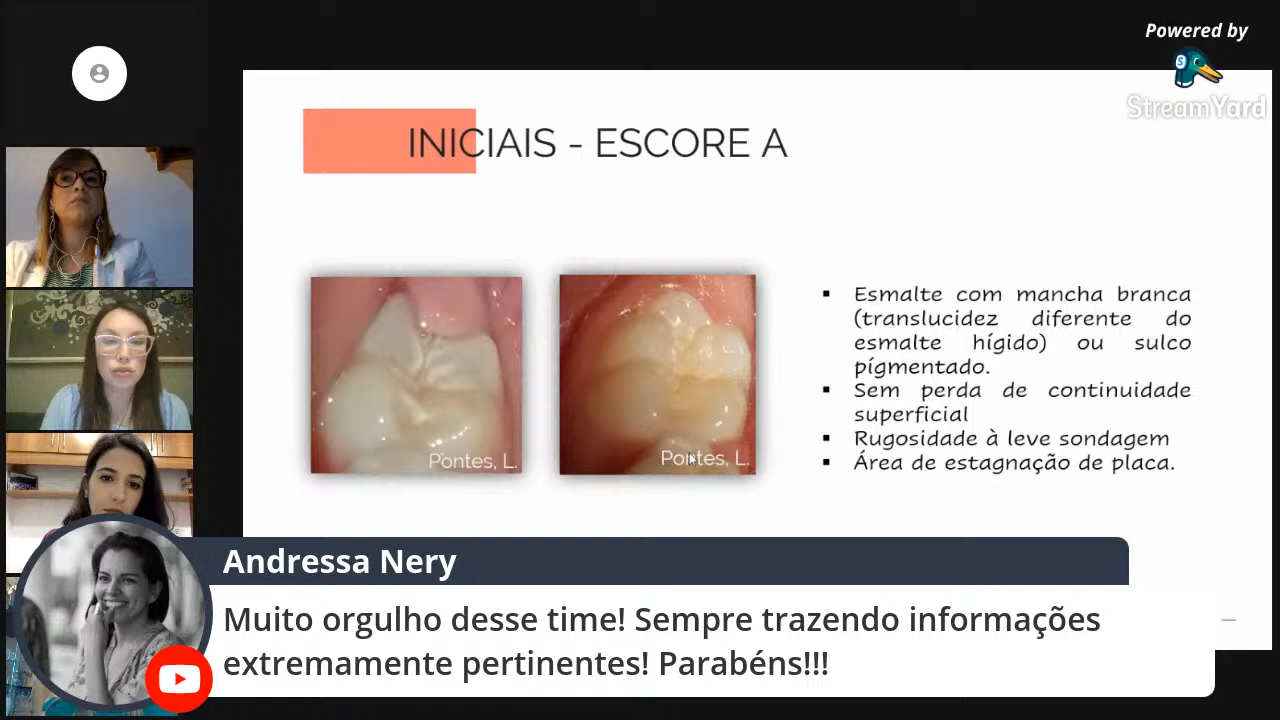 Powered by
StreamYard
INICIAIS - ESCORE A
Esmalte com mancha branca
(translucidez diferente do
esmalte hígido) ou sulco
pígmentado.
Sem perda de continuidade
superficial
Rugosidade à leve sondagem
Área de estagnação de placa.
Pontes, L.
Pontes, L.
Andressa Nery
Muito orgulho desse time! Sempre trazendo informações
extremamente pertinentes! Parabéns!!!